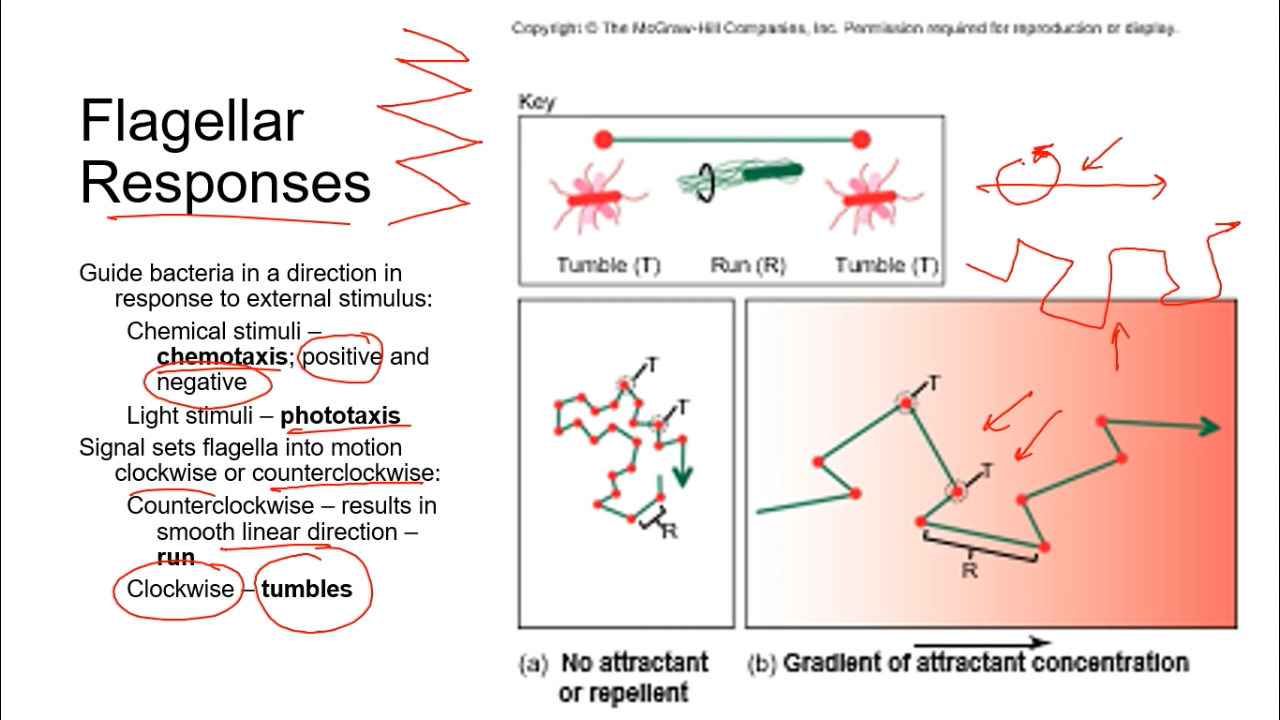 Copyright © The McGraw-Hill Companies, Inc. Permission required for reproduction or display.
Flagellar
Responses
Guide bacteria in a direction in
response to external stimulus:
Chemical stimuli –
chemotaxis; positive and
negative
Light stimuli – phototaxis
Signal sets flagella into motion
clockwise or counterclockwise:
Counterclockwise – results in
smooth linear direction –
run
Clockwise – tumbles
Key
Tumble (T) Run (R) Tumble (T)
T
T
R
T
T
R
(a) No attractant
or repellent
(b) Gradient of attractant concentration